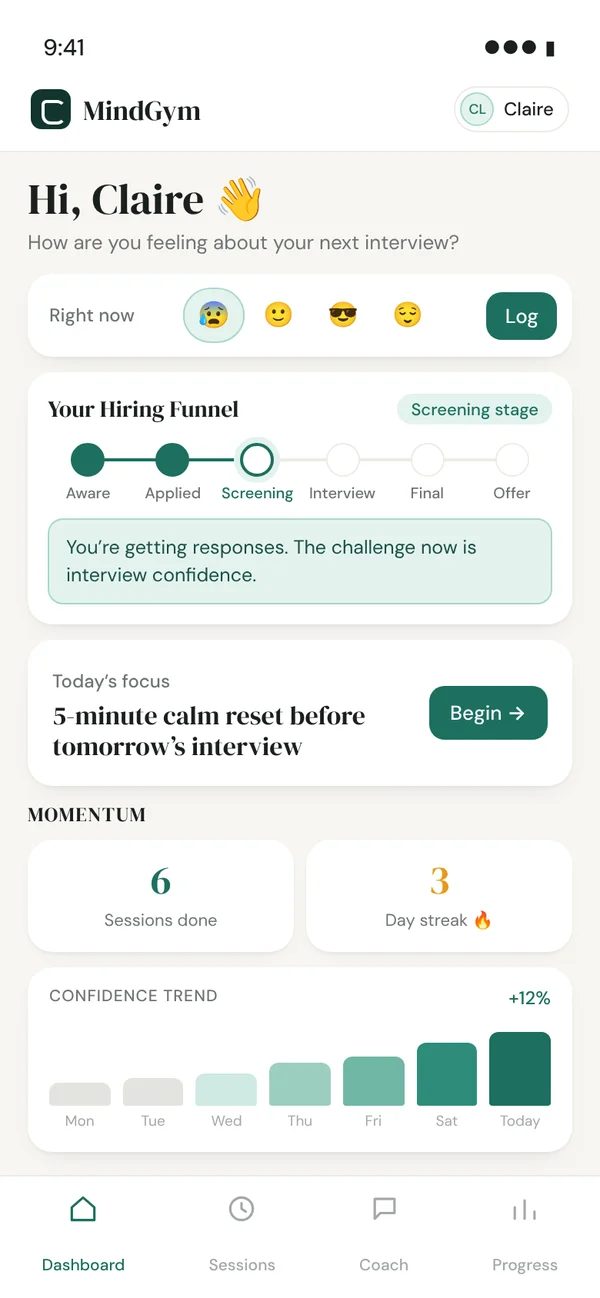 9:41
MindGym
CL Claire
Hi, Claire 👋
How are you feeling about your next interview?
Right now 😰 🙂 😎 😌 Log
Your Hiring Funnel
Screening stage
Aware Applied Screening Interview Final Offer
You’re getting responses. The challenge now is
interview confidence.
Today’s focus
5-minute calm reset before
tomorrow’s interview
Begin →
MOMENTUM
6
Sessions done
3
Day streak 🔥
CONFIDENCE TREND
+12%
Mon Tue Wed Thu Fri Sat Today
Dashboard Sessions Coach Progress